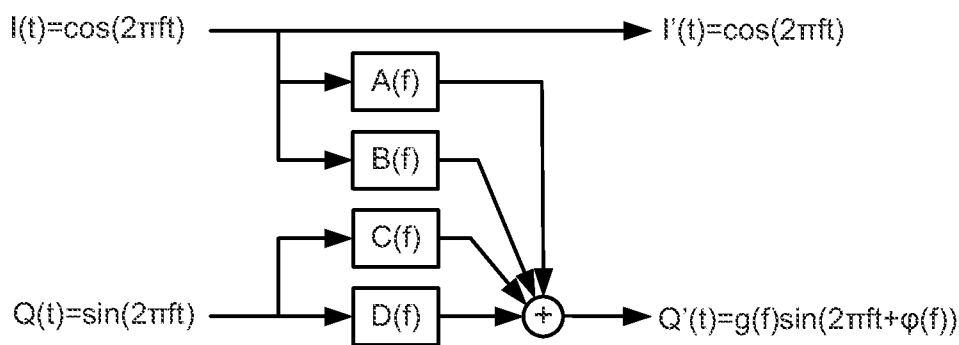 I(t)=cos(2πft)
I'(t)=cos(2πft)
A(f)
B(f)
C(f)
Q(t)=sin(2πft)
D(f)
+
Q'(t)=g(f)sin(2πft+φ(f))